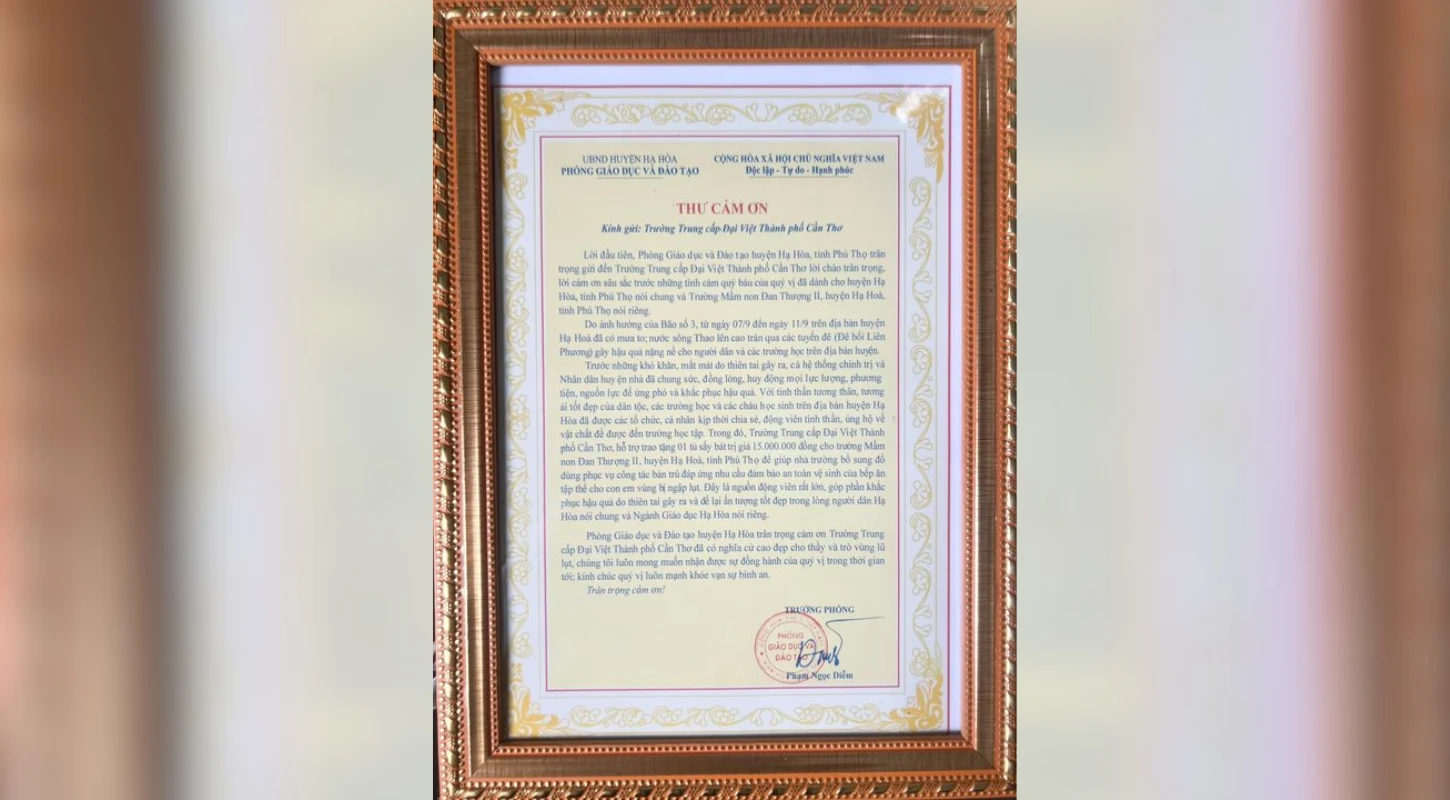 UBND HUYỆN HẠ HÒA
PHÒNG GIÁO DỤC VÀ ĐÀO TẠO
CỘNG HÒA XÃ HỘI CHỦ NGHĨA VIỆT NAM
Độc lập - Tự do - Hạnh phúc
THƯ CẢM ƠN
Kính gửi: Trường Trung cấp Đại Việt Thành phố Cần Thơ
Lời đầu tiên, Phòng Giáo dục và Đào tạo huyện Hạ Hòa, tỉnh Phú Thọ trân
trọng gửi đến Trường Trung cấp Đại Việt Thành phố Cần Thơ lời chào trân trọng,
lời cảm ơn sâu sắc trước những tình cảm quý báu của quý vị đã dành cho huyện Hạ
Hòa, tỉnh Phú Thọ nói chung và Trường Mầm non Đan Thượng II, huyện Hạ Hoà,
tỉnh Phú Thọ nói riêng.
Do ảnh hưởng của Bão số 3, từ ngày 07/9 đến ngày 11/9 trên địa bàn huyện
Hạ Hoà đã có mưa to; nước sông Thao lên cao tràn qua các tuyến đê (Đê bối Liên
Phương) gây hậu quả nặng nề cho người dân và các trường học trên địa bàn huyện.
Trước những khó khăn, mất mát do thiên tai gây ra, cả hệ thống chính trị và
Nhân dân huyện nhà đã chung sức, đồng lòng, huy động mọi lực lượng, phương
tiện, nguồn lực để ứng phó và khắc phục hậu quả. Với tinh thần tương thân, tương
ái tốt đẹp của dân tộc, các trường học và các cháu học sinh trên địa bàn huyện Hạ
Hòa đã được các tổ chức, cá nhân kịp thời chia sẻ, động viên tinh thần, ủng hộ về
vật chất để được đến trường học tập. Trong đó, Trường Trung cấp Đại Việt Thành
phố Cần Thơ, hỗ trợ trao tặng 01 tủ sấy bát trị giá 15.000.000 đồng cho trường Mầm
non Đan Thượng II, huyện Hạ Hoà, tỉnh Phú Thọ để giúp nhà trường bổ sung đồ
dùng phục vụ công tác bán trú đáp ứng nhu cầu đảm bảo an toàn vệ sinh của bếp ăn
tập thể cho con em vùng bị ngập lụt. Đây là nguồn động viên rất lớn, góp phần khắc
phục hậu quả do thiên tai gây ra và để lại ấn tượng tốt đẹp trong lòng người dân Hạ
Hòa nói chung và Ngành Giáo dục Hạ Hòa nói riêng.
Phòng Giáo dục và Đào tạo huyện Hạ Hòa trân trọng cảm ơn Trường Trung
cấp Đại Việt Thành phố Cần Thơ đã có nghĩa cử cao đẹp cho thầy và trò vùng lũ
lụt, chúng tôi luôn mong muốn nhận được sự đồng hành của quý vị trong thời gian
tới; kính chúc quý vị luôn mạnh khỏe vạn sự bình an.
Trân trọng cảm ơn!
TRƯỞNG PHÒNG
PHÒNG
GIÁO DỤC VÀ
ĐÀO TẠO
Phạm Ngọc Diễm